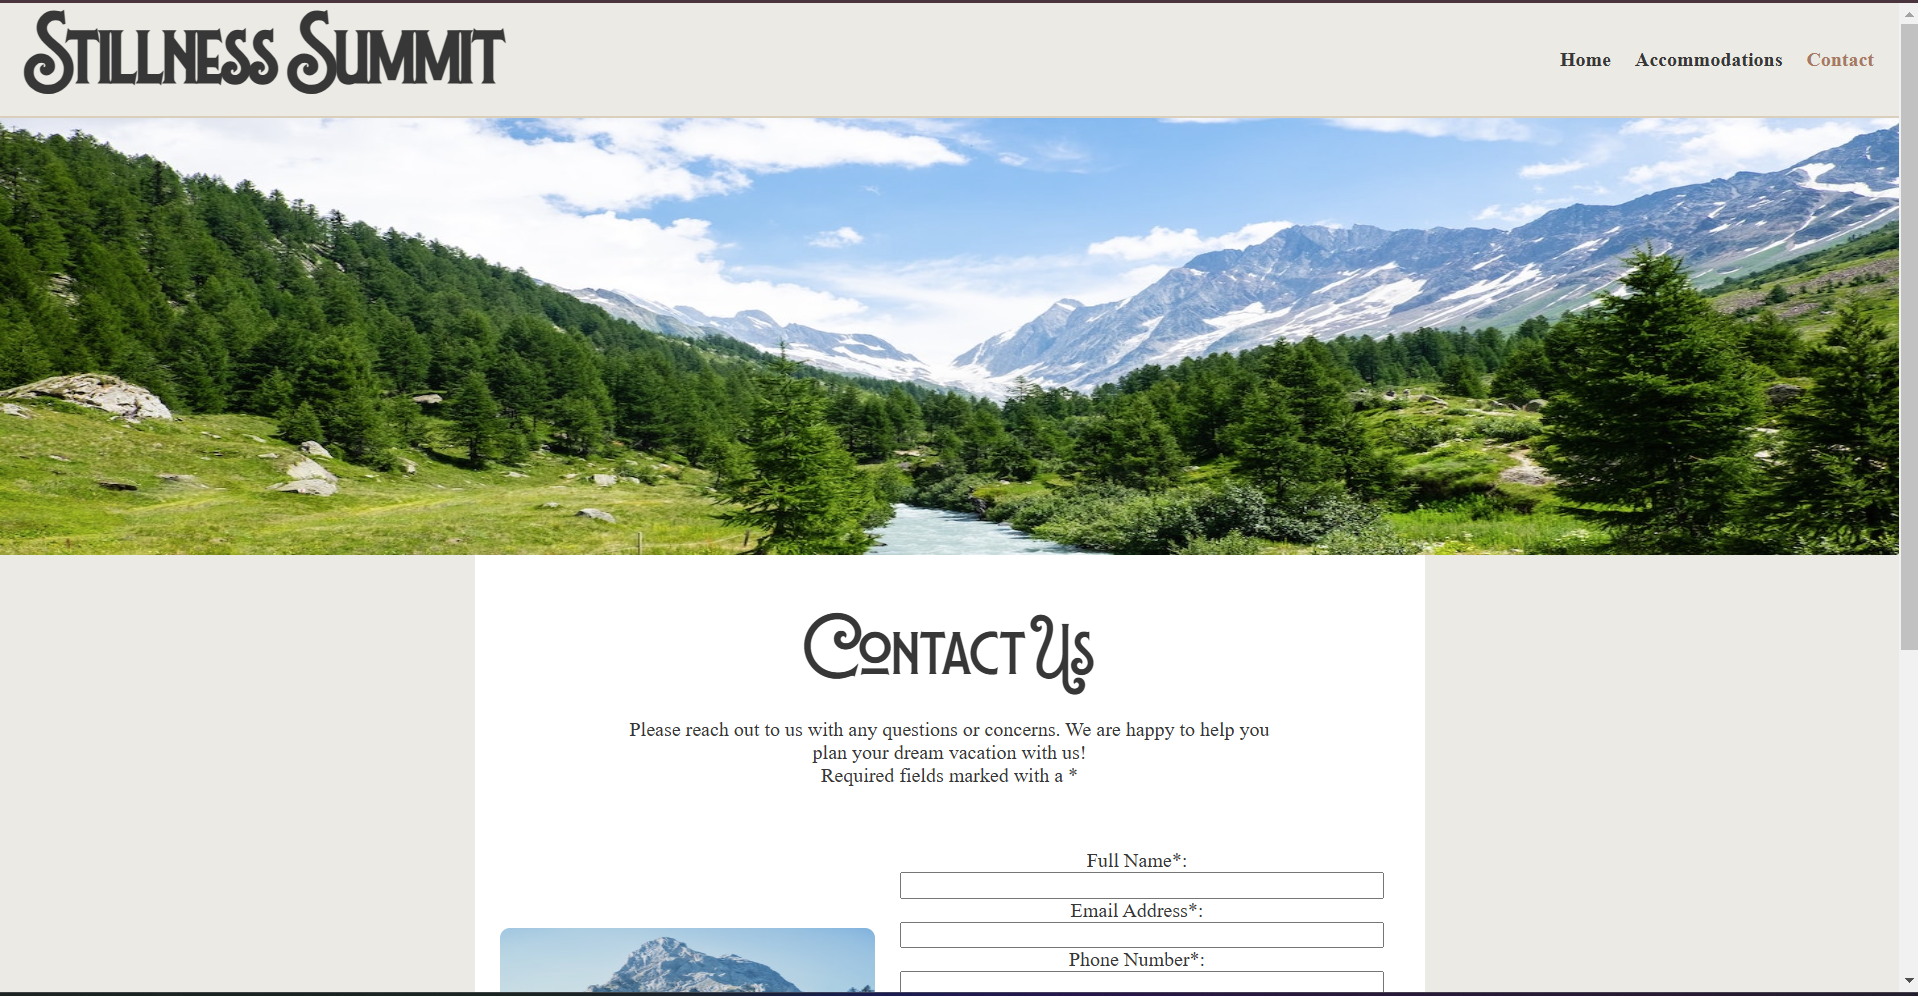 Stillness Summit
Home Accommodations Contact
Contact Us
Please reach out to us with any questions or concerns. We are happy to help you
plan your dream vacation with us!
Required fields marked with a *
Full Name*:
Email Address*:
Phone Number*: